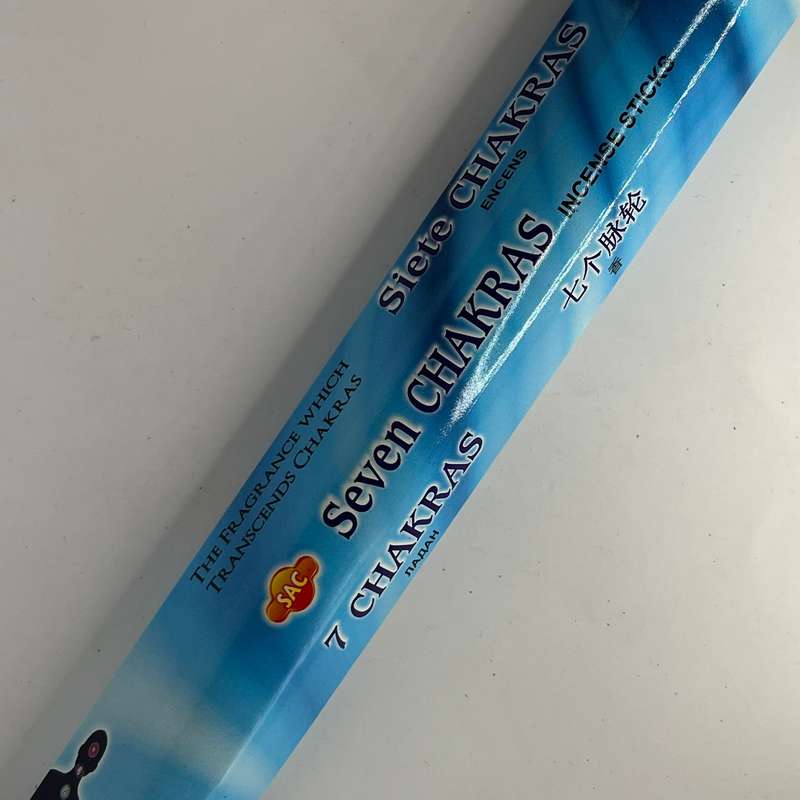 Siete CHAKRAS
ENCENS
THE FRAGRANCE WHICH
TRANSCENDS CHAKRAS
Seven CHAKRAS
INCENSE STICKS
SAC
7 CHAKRAS
ЛАДАН
七个脉轮
香